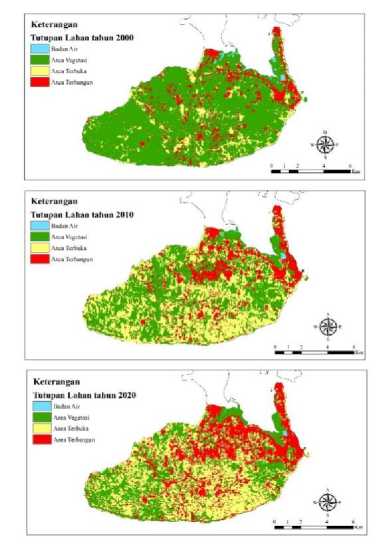 Keterangan
Tutupan Lahan tahun 2000
Badan Air
Area Vegetasi
Area Terbuka
Area Terbangun
0 1 2 4 6
Km
Keterangan
Tutupan Lahan tahun 2010
Badan Air
Area Vegetasi
Area Terbuka
Area Terbangun
0 1 2 4 6
Km
Keterangan
Tutupan Lahan tahun 2020
Badan Air
Area Vegetasi
Area Terbuka
Area Terbangun
0 1 2 4 6
Km